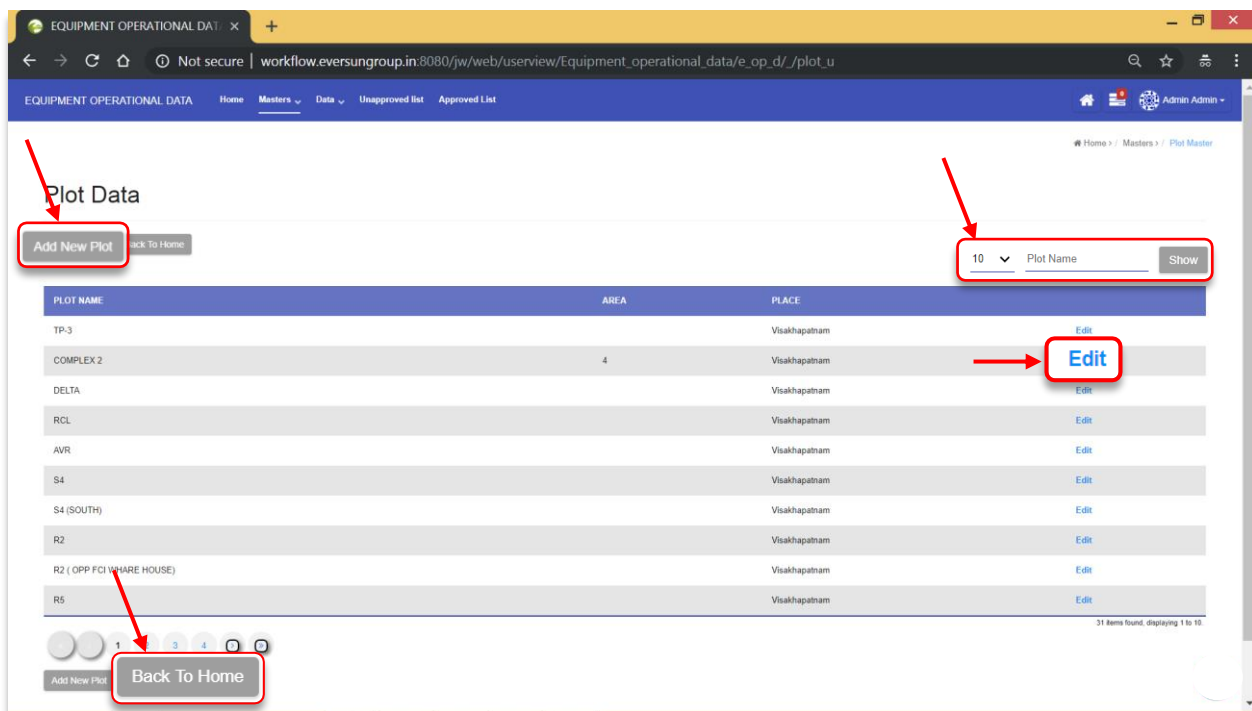 EQUIPMENT OPERATIONAL DAT
Not secure | workflow.eversungroup.in:8080/jw/web/userview/Equipment_operational_data/e_op_d/_/plot_u
EQUIPMENT OPERATIONAL DATA Home Masters Data Unapproved list Approved List Admin Admin
Home > / Masters > / Plot Master
Plot Data
Add New Plot Back To Home
10 Plot Name Show
PLOT NAME AREA PLACE
TP-3 Visakhapatnam Edit
COMPLEX 2 4 Visakhapatnam Edit
DELTA Visakhapatnam Edit
RCL Visakhapatnam Edit
AVR Visakhapatnam Edit
S4 Visakhapatnam Edit
S4 (SOUTH) Visakhapatnam Edit
R2 Visakhapatnam Edit
R2 ( OPP FCI WHARE HOUSE) Visakhapatnam Edit
R5 Visakhapatnam Edit
31 items found, displaying 1 to 10.
1 2 3 4
Add New Plot Back To Home